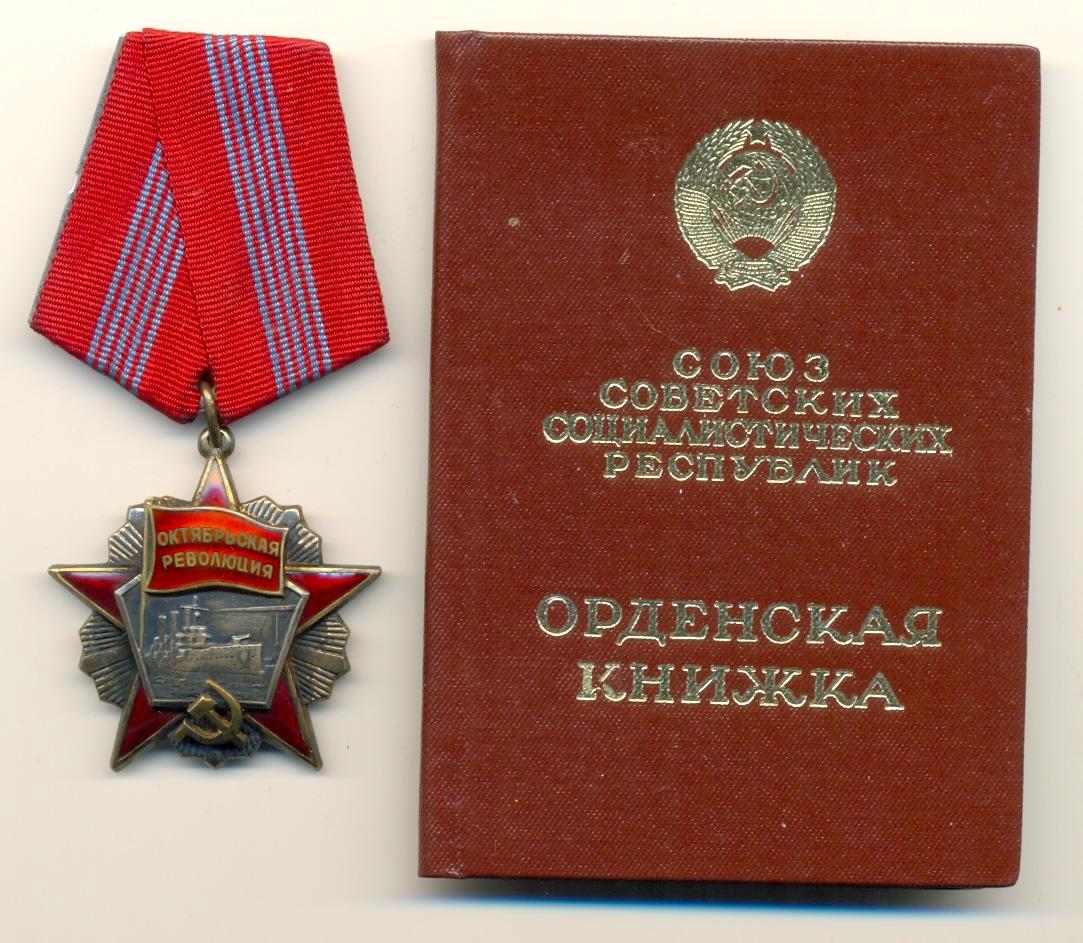 ОКТЯБРЬСКАЯ
РЕВОЛЮЦИЯ
СОЮЗ
СОВЕТСКИХ
СОЦИАЛИСТИЧЕСКИХ
РЕСПУБЛИК
ОРДЕНСКАЯ
КНИЖКА